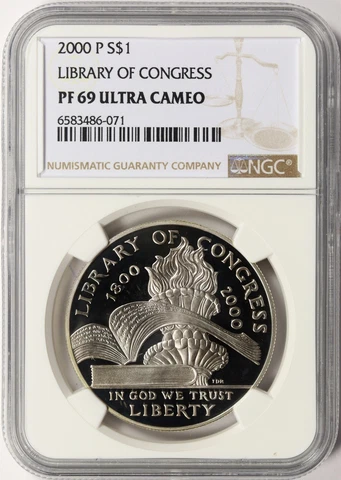 2000 P S$1
LIBRARY OF CONGRESS
PF 69 ULTRA CAMEO
6583486-071
NUMISMATIC GUARANTY COMPANY
NGC®
LIBRARY OF CONGRESS
1800 2000
TDR
IN GOD WE TRUST
LIBERTY